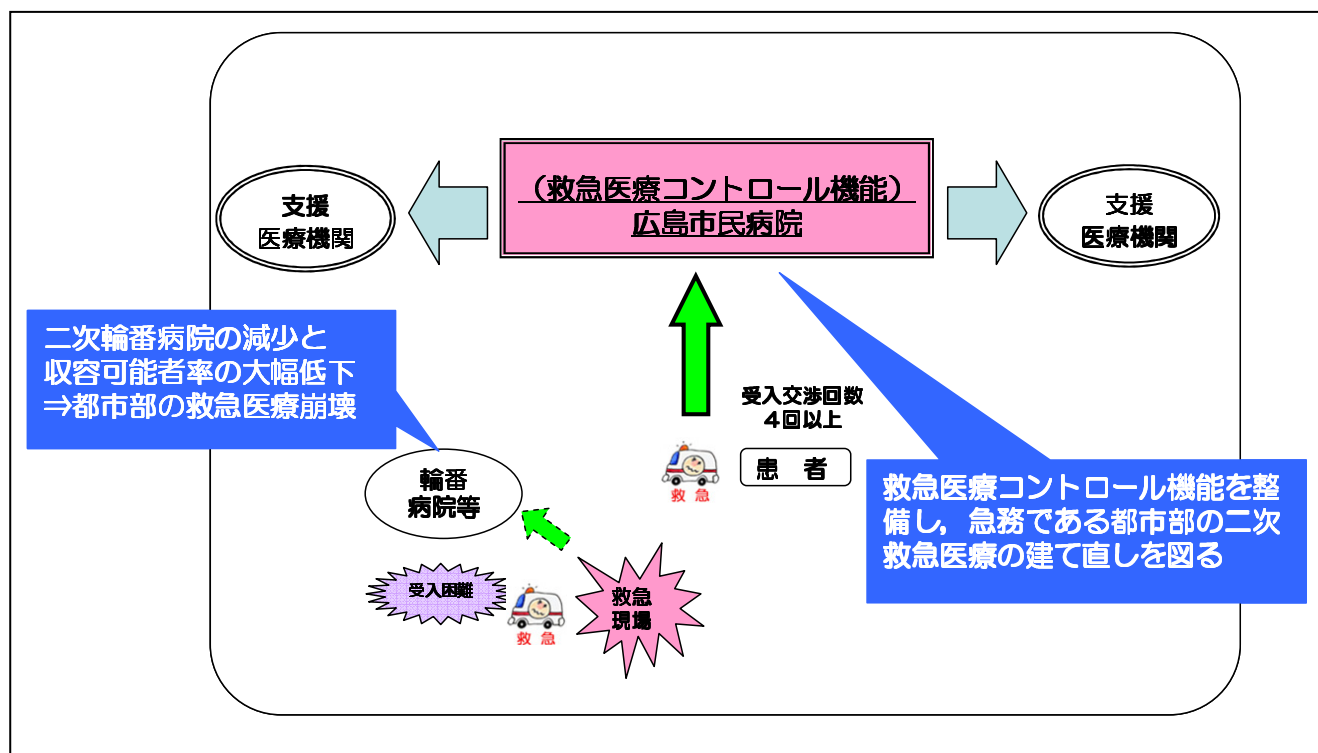 (救急医療コントロール機能)
広島市民病院
支援
医療機関
支援
医療機関
二次輪番病院の減少と
収容可能者率の大幅低下
⇒都市部の救急医療崩壊
受入交渉回数
4回以上
救急
患 者
輪番
病院等
救急医療コントロール機能を整
備し,急務である都市部の二次
救急医療の建て直しを図る
受入困難
救急
救急
現場